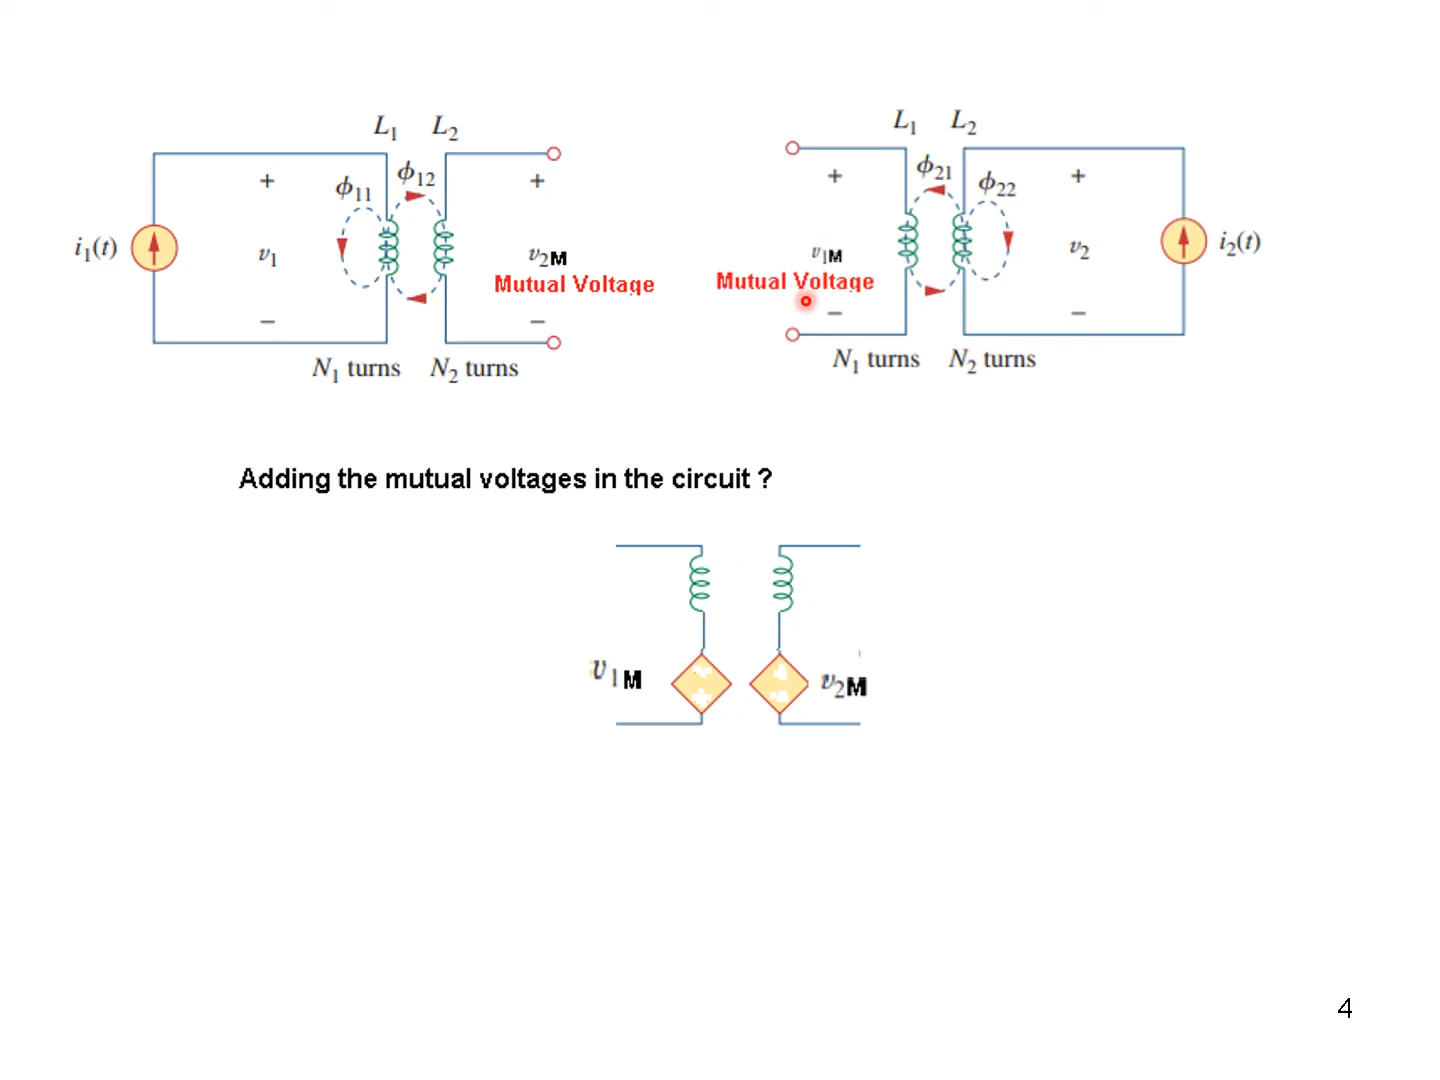 L1 L2
ϕ11 ϕ12
+ +
i1(t) v1 v2M
Mutual Voltage
− −
N1 turns N2 turns
L1 L2
ϕ21 ϕ22
+ +
v1M v2 i2(t)
Mutual Voltage
− −
N1 turns N2 turns
Adding the mutual voltages in the circuit ?
v1M v2M
4